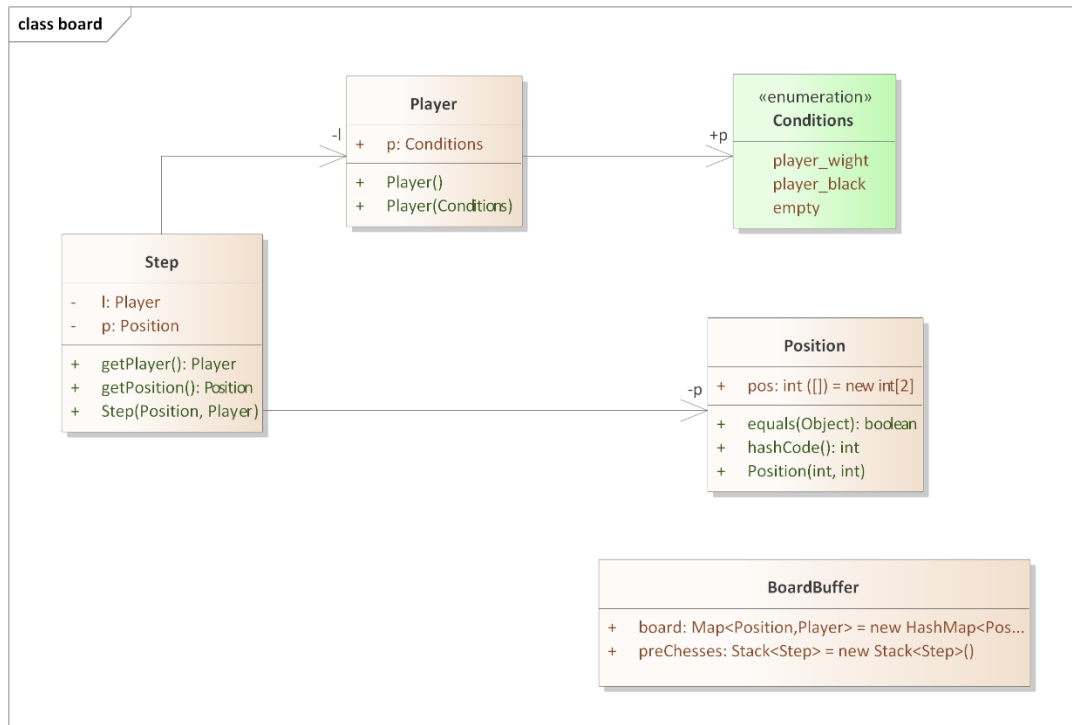 class board
Player
+ p: Conditions
+ Player()
+ Player(Conditions)
-l
+p
«enumeration»
Conditions
player_wight
player_black
empty
Step
- l: Player
- p: Position
+ getPlayer(): Player
+ getPosition(): Position
+ Step(Position, Player)
-p
Position
+ pos: int ([]) = new int[2]
+ equals(Object): boolean
+ hashCode(): int
+ Position(int, int)
BoardBuffer
+ board: Map<Position,Player> = new HashMap<Pos...
+ preChesses: Stack<Step> = new Stack<Step>()